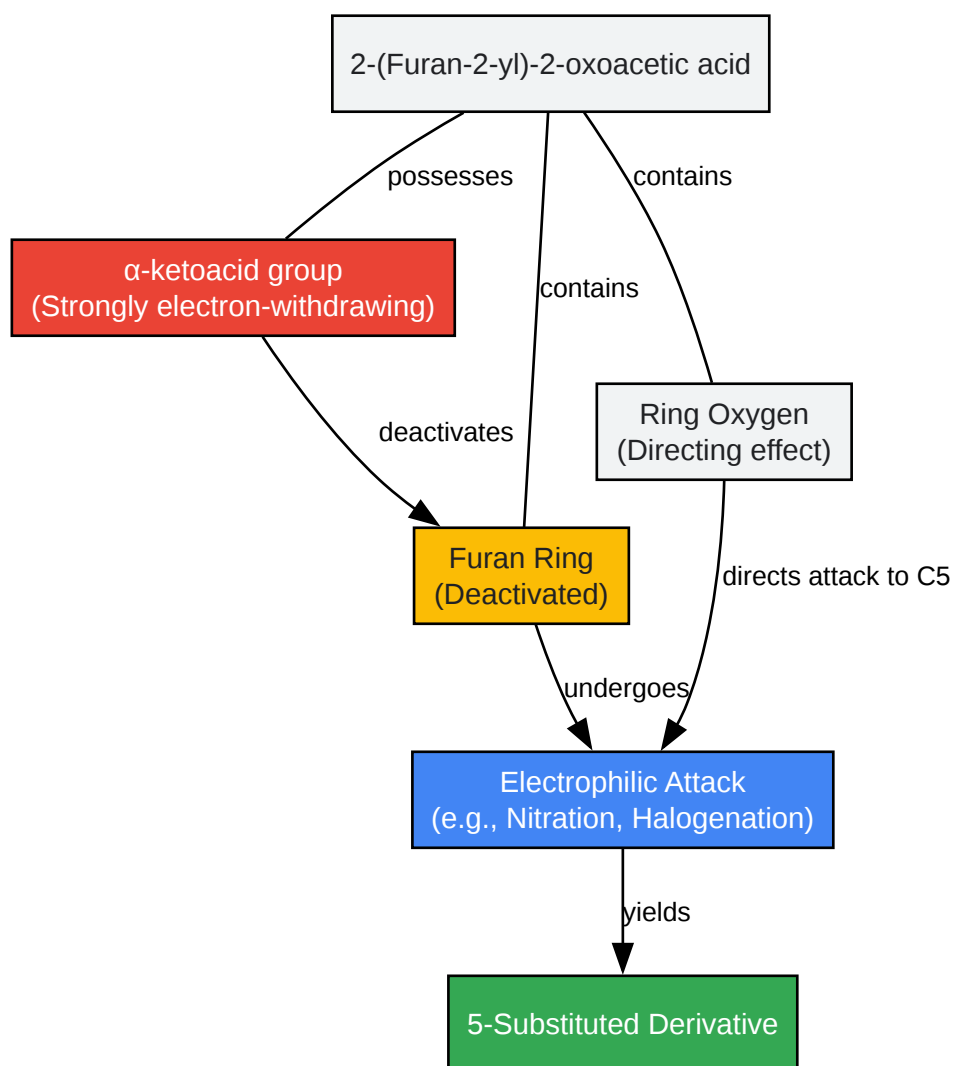 2-(Furan-2-yl)-2-oxoacetic acid
possesses
contains
α-ketoacid group
(Strongly electron-withdrawing)
contains
Ring Oxygen
(Directing effect)
deactivates
Furan Ring
(Deactivated)
directs attack to C5
undergoes
Electrophilic Attack
(e.g., Nitration, Halogenation)
yields
5-Substituted Derivative